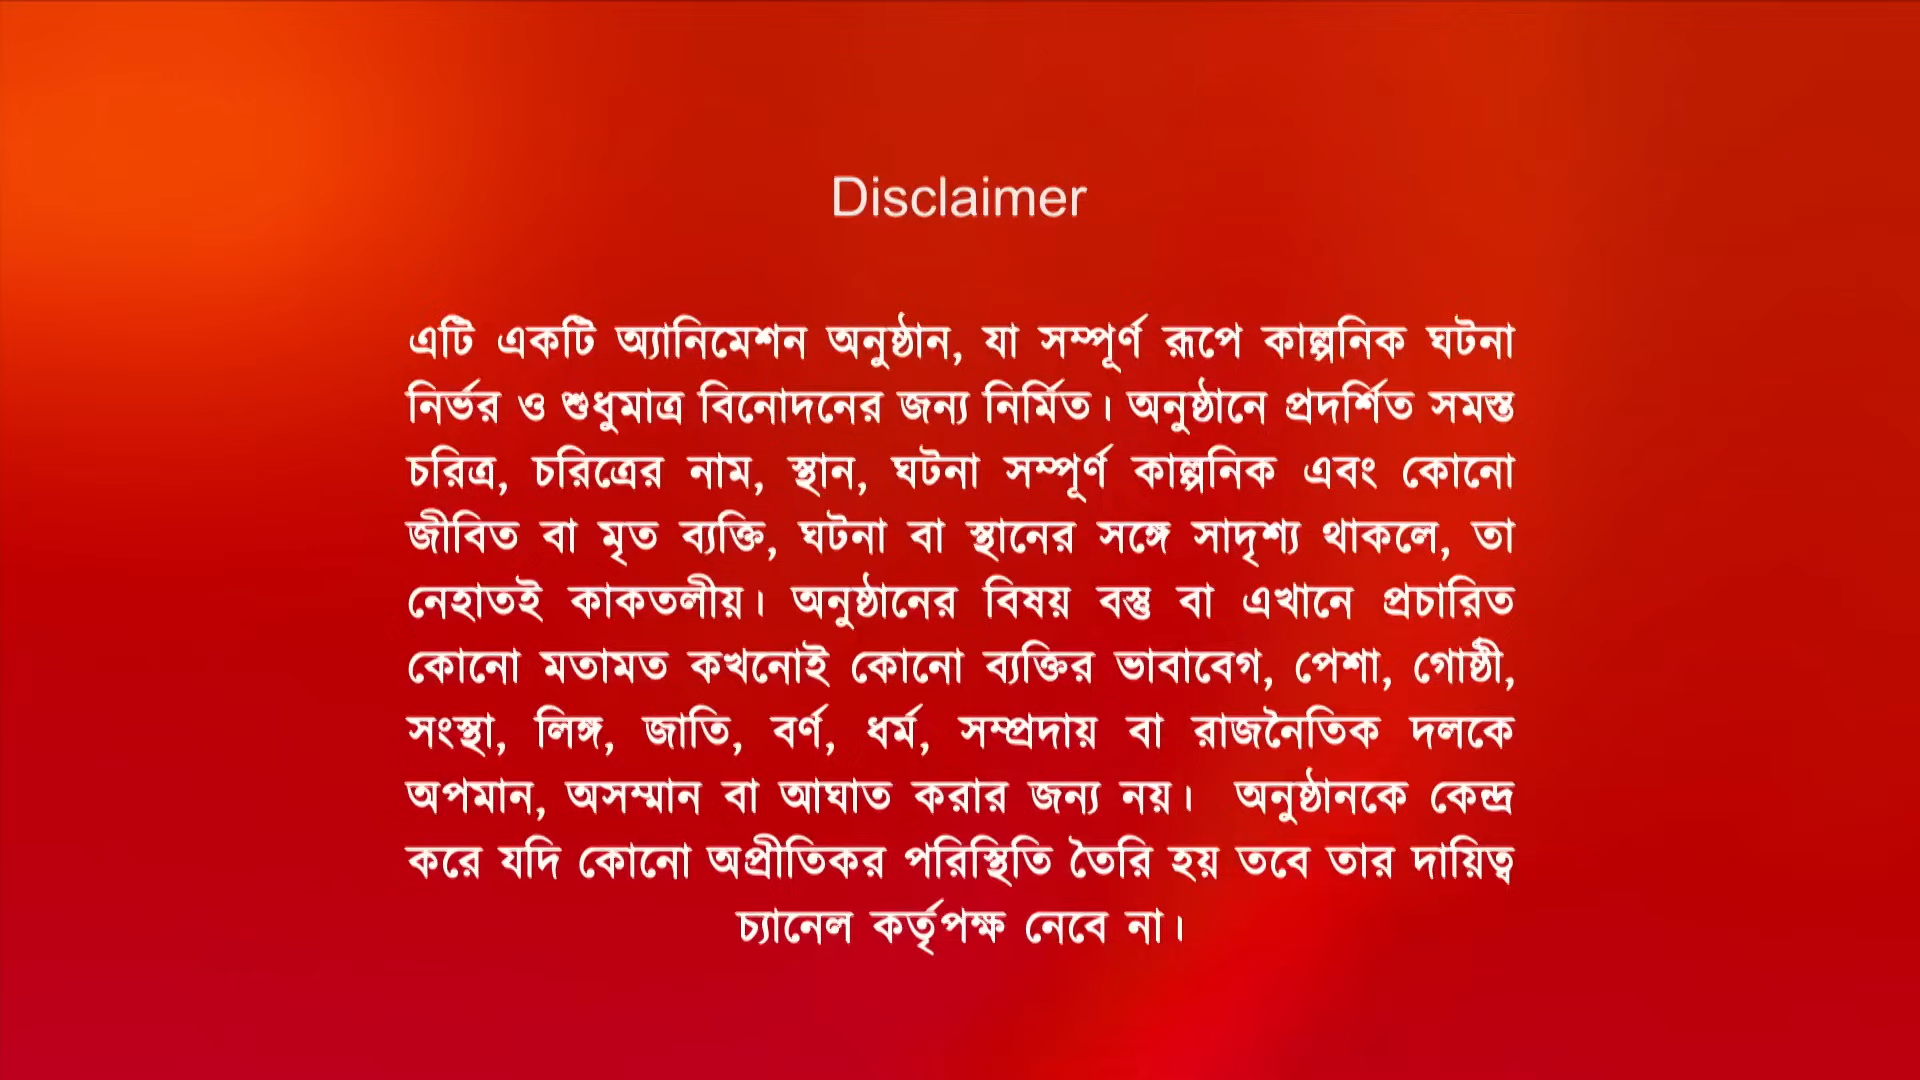 Disclaimer
এটি একটি অ্যানিমেশন অনুষ্ঠান, যা সম্পূর্ণ রূপে কাল্পনিক ঘটনা
নির্ভর ও শুধুমাত্র বিনোদনের জন্য নির্মিত। অনুষ্ঠানে প্রদর্শিত সমস্ত
চরিত্র, চরিত্রের নাম, স্থান, ঘটনা সম্পূর্ণ কাল্পনিক এবং কোনো
জীবিত বা মৃত ব্যক্তি, ঘটনা বা স্থানের সঙ্গে সাদৃশ্য থাকলে, তা
নেহাতই কাকতলীয়। অনুষ্ঠানের বিষয় বস্তু বা এখানে প্রচারিত
কোনো মতামত কখনোই কোনো ব্যক্তির ভাবাবেগ, পেশা, গোষ্ঠী,
সংস্থা, লিঙ্গ, জাতি, বর্ণ, ধর্ম, সম্প্রদায় বা রাজনৈতিক দলকে
অপমান, অসম্মান বা আঘাত করার জন্য নয়। অনুষ্ঠানকে কেন্দ্র
করে যদি কোনো অপ্রীতিকর পরিস্থিতি তৈরি হয় তবে তার দায়িত্ব
চ্যানেল কর্তৃপক্ষ নেবে না।